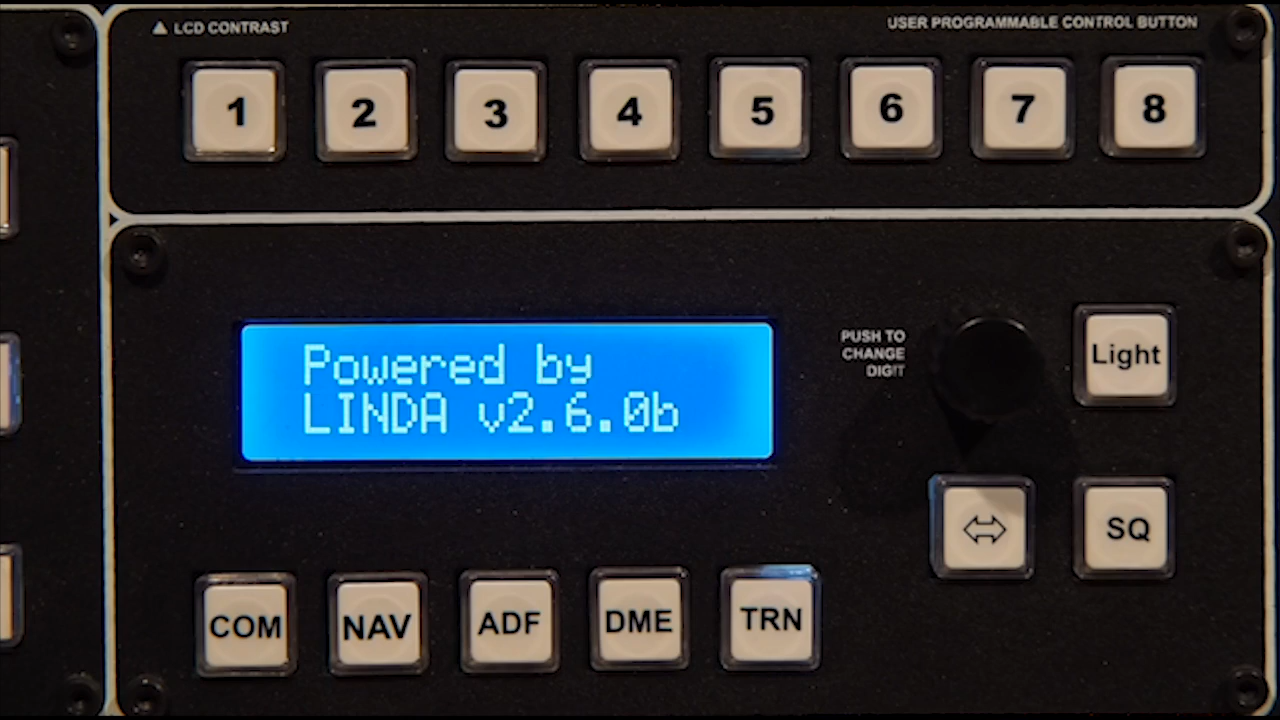 ▲ LCD CONTRAST
USER PROGRAMMABLE CONTROL BUTTON
1 2 3 4 5 6 7 8
Powered by
LINDA v2.6.0b
PUSH TO
CHANGE
DIGIT
Light
SQ
COM NAV ADF DME TRN